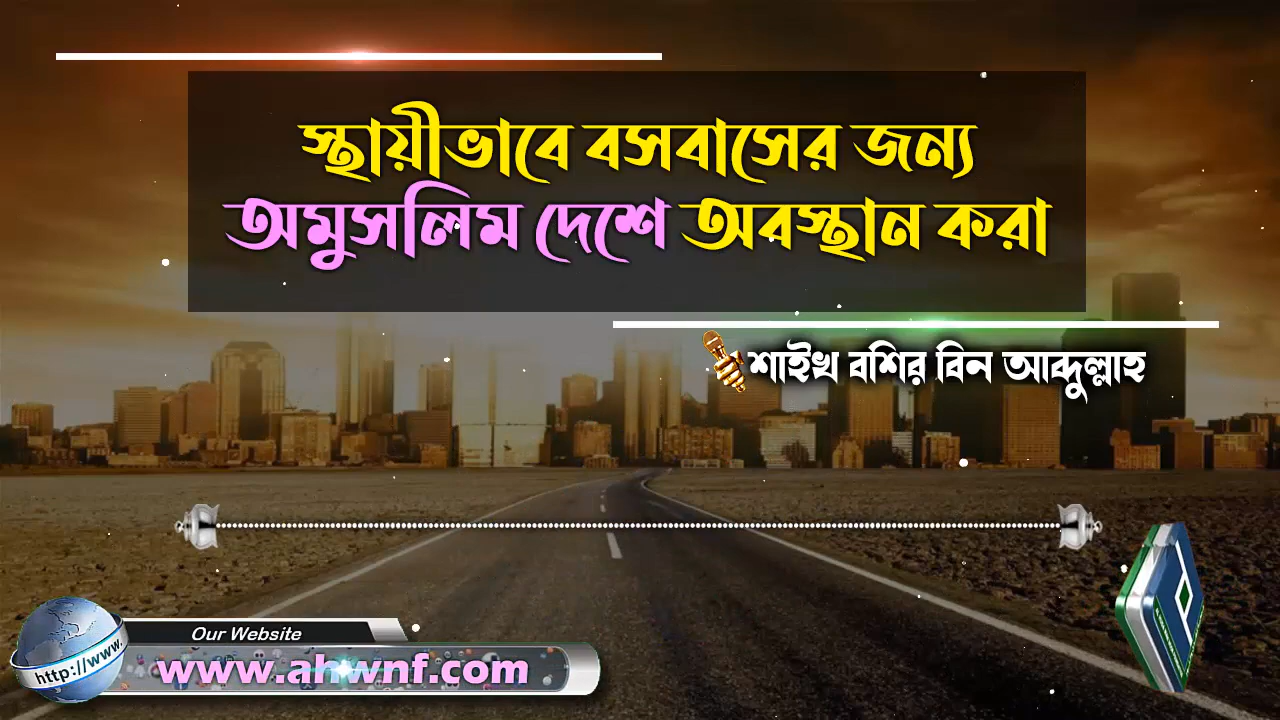 স্থায়ীভাবে বসবাসের জন্য
অমুসলিম দেশে অবস্থান করা
শাইখ বশির বিন আব্দুল্লাহ
Our Website
http://www.
www.ahwnf.com